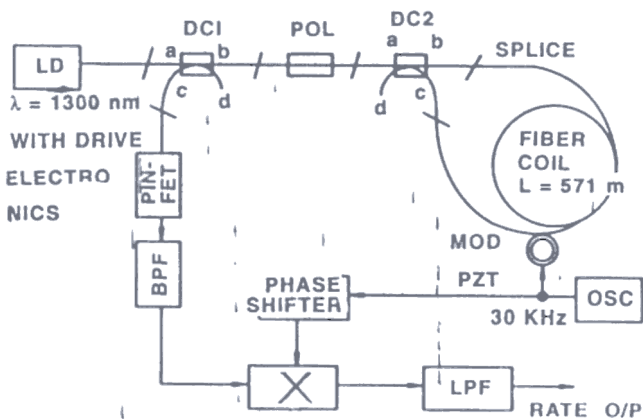 DC1
POL
DC2
a b
a b
SPLICE
LD
c d
d c
λ = 1300 nm
WITH DRIVE
ELECTRO
NICS
PIN-
FET
FIBER
COIL
L = 571 m
MOD
BPF
PZT
PHASE
SHIFTER
OSC
30 KHz
X
LPF
RATE O/P